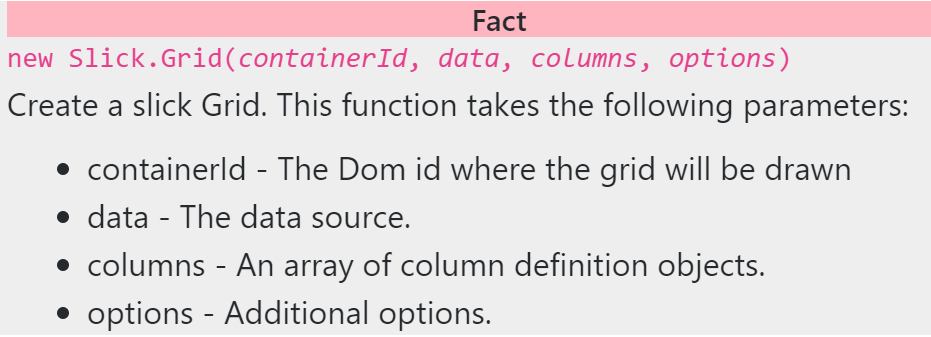 Fact
new Slick.Grid(containerId, data, columns, options)
Create a slick Grid. This function takes the following parameters:
• containerId - The Dom id where the grid will be drawn
• data - The data source.
• columns - An array of column definition objects.
• options - Additional options.